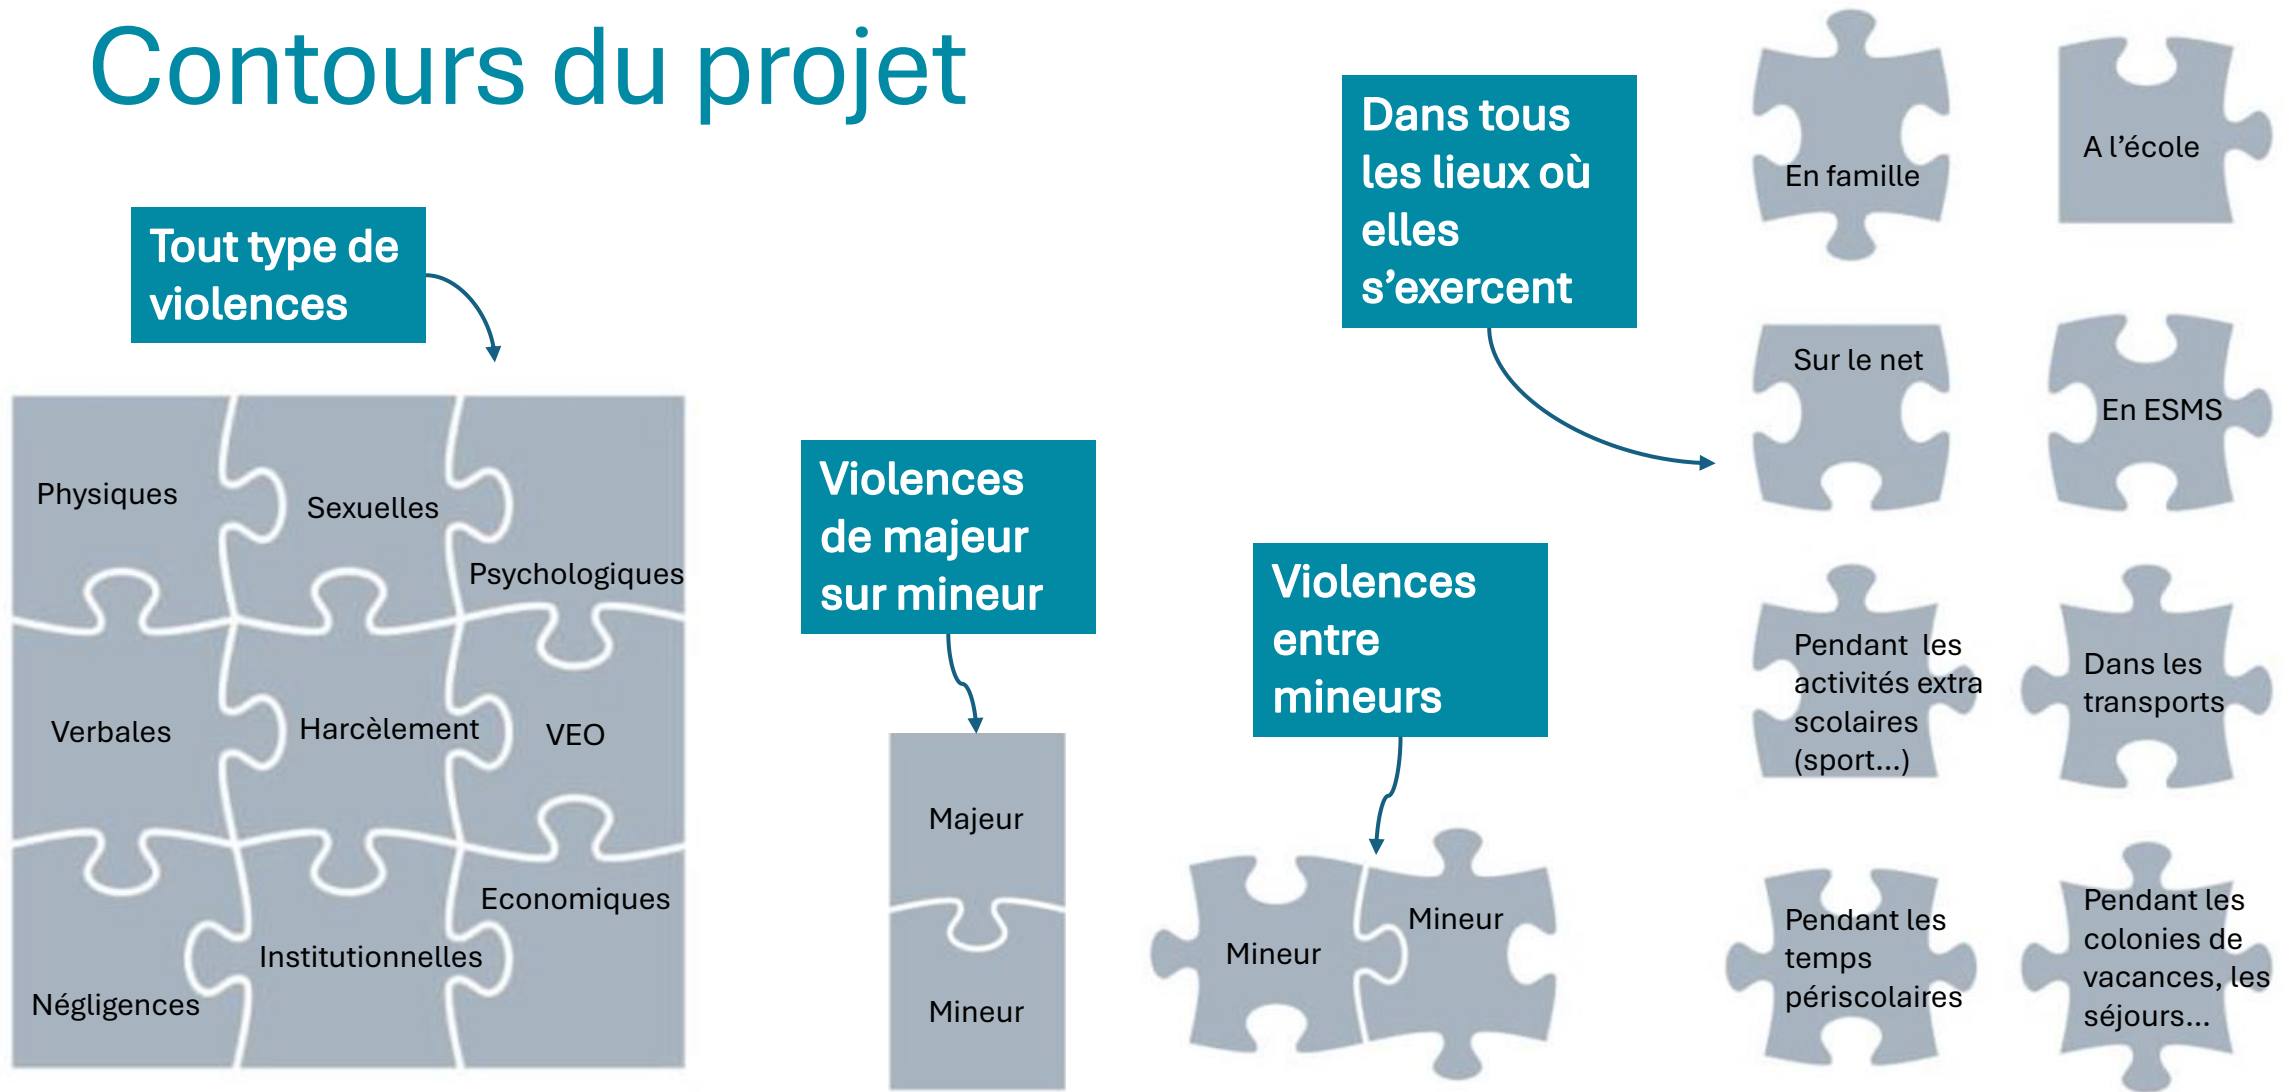 Contours du projet
Tout type de
violences
Physiques
Sexuelles
Psychologiques
Verbales
Harcèlement
VEO
Négligences
Institutionnelles
Economiques
Violences
de majeur
sur mineur
Majeur
Mineur
Violences
entre
mineurs
Mineur
Mineur
Dans tous
les lieux où
elles
s’exercent
En famille
A l’école
Sur le net
En ESMS
Pendant  les
activités extra
scolaires
(sport...)
Dans les
transports
Pendant les
temps
périscolaires
Pendant les
colonies de
vacances, les
séjours...